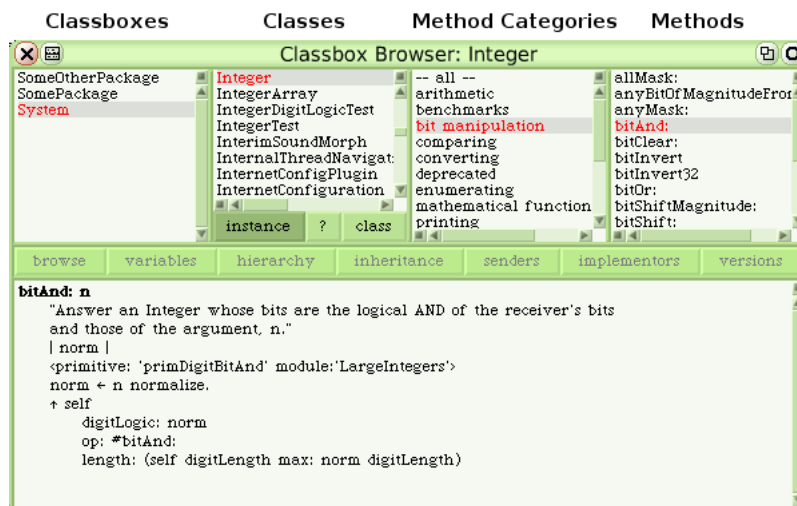 Classboxes Classes Method Categories Methods
Classbox Browser: Integer
SomeOtherPackage
SomePackage
System
Integer
IntegerArray
IntegerDigitLogicTest
IntegerTest
InterimSoundMorph
InternalThreadNavigat
InternetConfigPlugin
InternetConfiguration
instance ? class
-- all --
arithmetic
benchmarks
bit manipulation
comparing
converting
deprecated
enumerating
mathematical function
printing
allMask:
anyBitOfMagnitudeFrom
anyMask:
bitAnd:
bitClear:
bitInvert
bitInvert32
bitOr:
bitShiftMagnitude:
bitShift:
browse variables hierarchy inheritance senders implementors versions
bitAnd: n
"Answer an Integer whose bits are the logical AND of the receiver's bits
and those of the argument, n."
| norm |
<primitive: 'primDigitBitAnd' module:'LargeIntegers'>
norm ← n normalize.
↑ self
digitLogic: norm
op: #bitAnd:
length: (self digitLength max: norm digitLength)